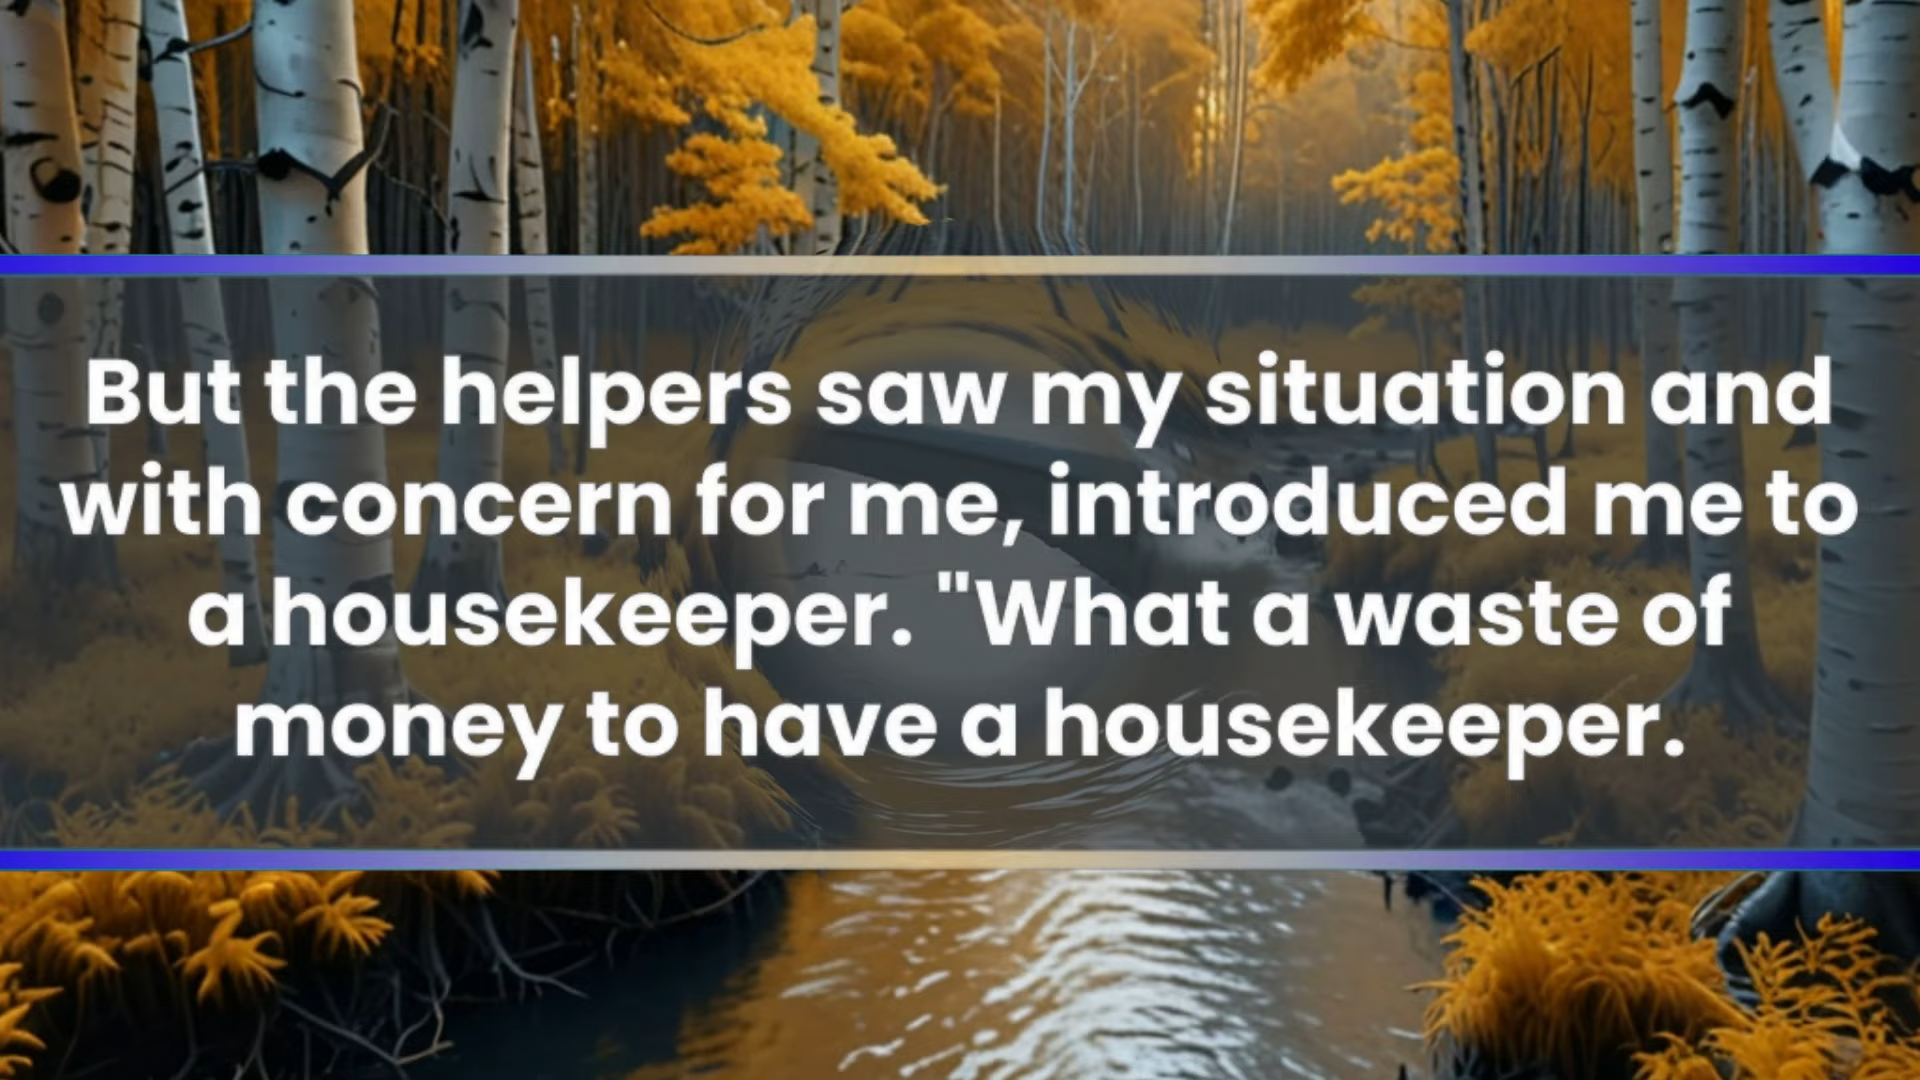 But the helpers saw my situation and
with concern for me, introduced me to
a housekeeper. "What a waste of
money to have a housekeeper.